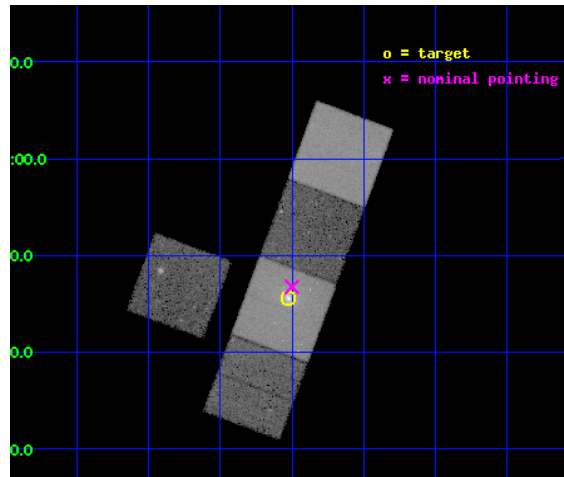 o = target
x = nominal pointing
0.0
:00.0
0.0
0.0
0.0